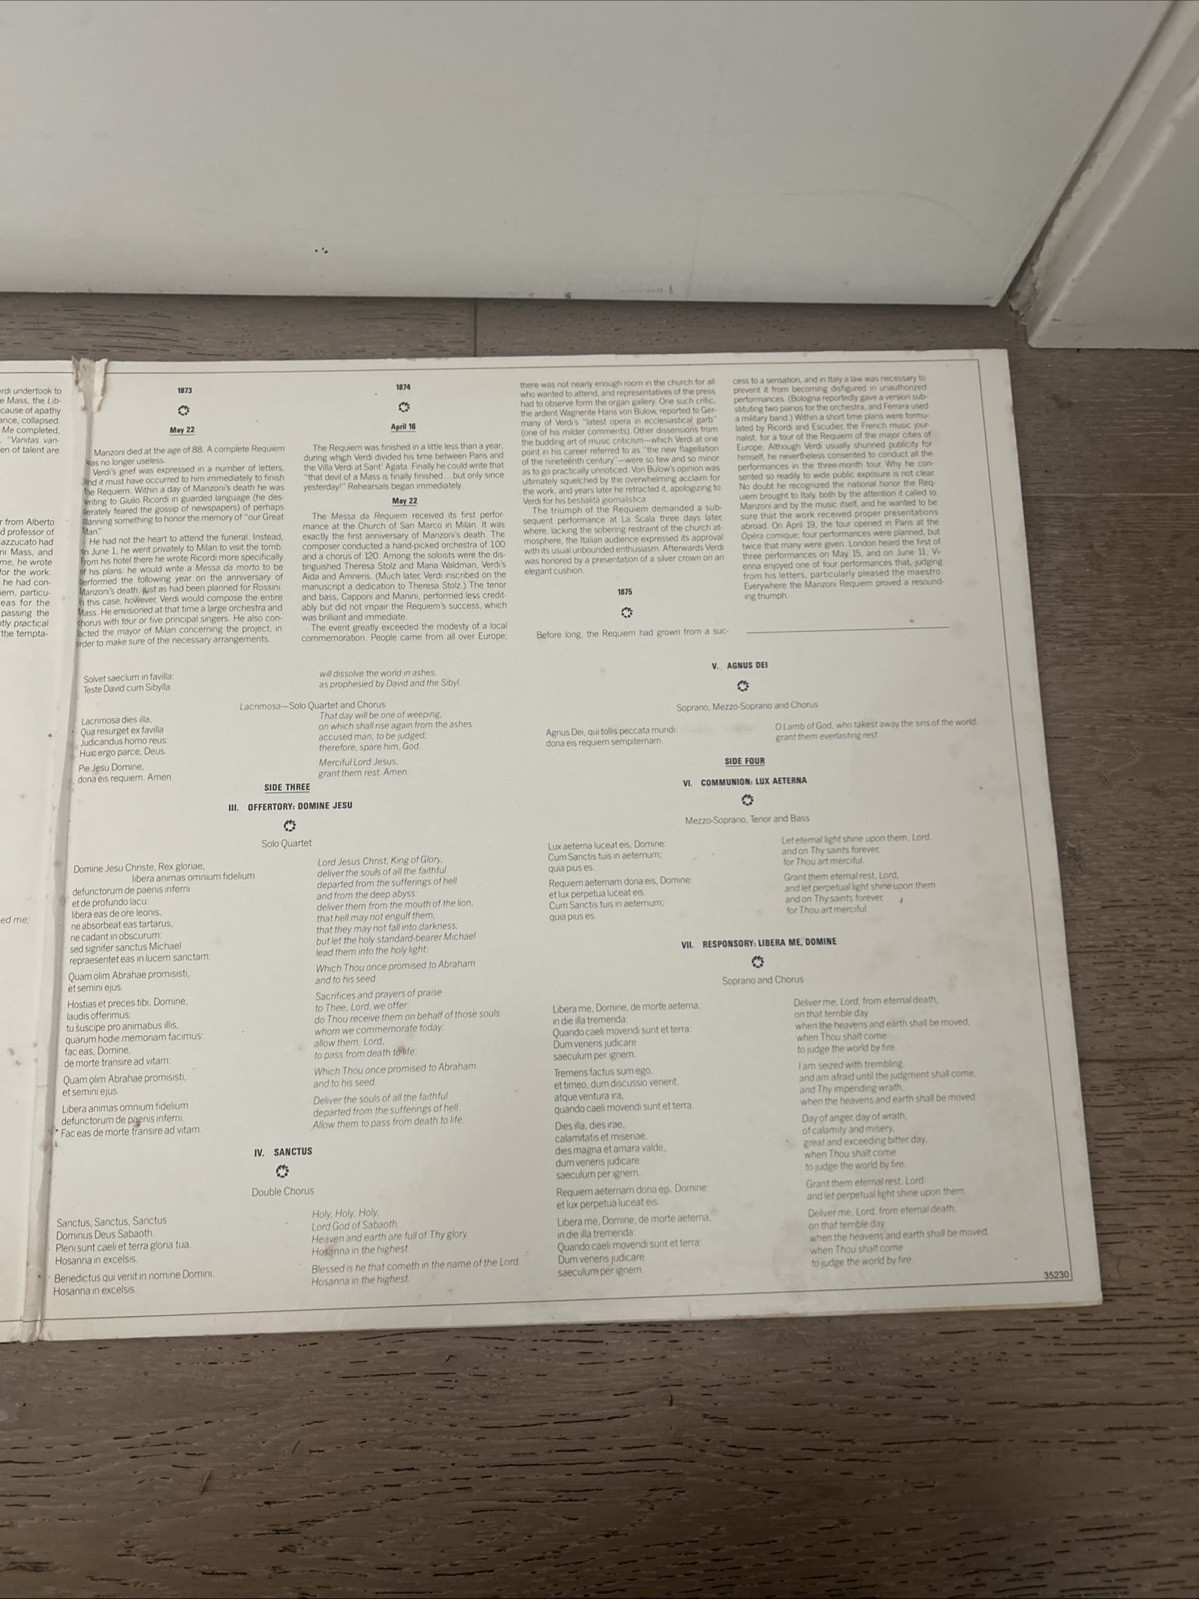 rdi undertook to
e Mass, the Lib-
cause of apathy
ance, collapsed.
Me completed,
"Vanitas van-
en of talent are
r from Alberto
d professor of
azzucato had
ni Mass, and
me, he wrote
for the work.
he had con-
iem, particu-
eas for the
passing the
tly practical
the tempta-
ed me;
1873
May 22
Manzoni died at the age of 88. A complete Requiem
was no longer useless.
Verdi's grief was expressed in a number of letters,
and it must have occurred to him immediately to finish
the Requiem. Within a day of Manzoni's death he was
writing to Giulio Ricordi in guarded language (he des-
perately feared the gossip of newspapers) of perhaps
planning something to honor the memory of "our Great
Man."
He had not the heart to attend the funeral. Instead,
on June 1, he went privately to Milan to visit the tomb.
From his hotel there he wrote Ricordi more specifically
of his plans: he would write a Messa da morto to be
performed the following year on the anniversary of
Manzoni's death, just as had been planned for Rossini.
In this case, however, Verdi would compose the entire
Mass. He envisioned at that time a large orchestra and
chorus with four or five principal singers. He also con-
tacted the mayor of Milan concerning the project, in
order to make sure of the necessary arrangements.
1874
April 16
The Requiem was finished in a little less than a year,
during which Verdi divided his time between Paris and
the Villa Verdi at Sant' Agata. Finally he could write that
"that devil of a Mass is finally finished... but only since
yesterday!" Rehearsals began immediately.
May 22
The Messa da Requiem received its first perfor-
mance at the Church of San Marco in Milan. It was
exactly the first anniversary of Manzoni's death. The
composer conducted a hand-picked orchestra of 100
and a chorus of 120. Among the soloists were the dis-
tinguished Theresa Stolz and Maria Waldman, Verdi's
Aida and Amneris. (Much later, Verdi inscribed on the
manuscript a dedication to Theresa Stolz.) The tenor
and bass, Capponi and Manini, performed less credit-
ably but did not impair the Requiem's success, which
was brilliant and immediate.
The event greatly exceeded the modesty of a local
commemoration. People came from all over Europe;
there was not nearly enough room in the church for all
who wanted to attend, and representatives of the press
had to observe form the organ gallery. One such critic,
the ardent Wagnerite Hans von Bulow, reported to Ger-
many of Verdi's "latest opera in ecclesiastical garb"
(one of his milder comments). Other dissensions from
the budding art of music criticism—which Verdi at one
point in his career referred to as "the new flagellation
of the nineteenth century"—were so few and so minor
as to go practically unnoticed. Von Bulow's opinion was
ultimately squelched by the overwhelming acclaim for
the work, and years later he retracted it, apologizing to
Verdi for his bestialità giornalistica.
The triumph of the Requiem demanded a sub-
sequent performance at La Scala three days later,
where, lacking the sobering restraint of the church at-
mosphere, the Italian audience expressed its approval
with its usual unbounded enthusiasm. Afterwards Verdi
was honored by a presentation of a silver crown on an
elegant cushion.
1875
Before long, the Requiem had grown from a suc-
cess to a sensation, and in Italy a law was necessary to
prevent it from becoming disfigured in unauthorized
performances. (Bologna reportedly gave a version sub-
stituting two pianos for the orchestra, and Ferrara used
a military band.) Within a short time plans were formu-
lated by Ricordi and Escudier, the French music jour-
nalist, for a tour of the Requiem of the major cities of
Europe. Although Verdi usually shunned publicity for
himself, he nevertheless consented to conduct all the
performances in the three-month tour. Why he con-
sented so readily to wide public exposure is not clear.
No doubt he recognized the national honor the Req-
uiem brought to Italy, both by the attention it called to
Manzoni and by the music itself, and he wanted to be
sure that the work received proper presentations
abroad. On April 19, the tour opened in Paris at the
Opéra comique; four performances were planned, but
twice that many were given. London heard the first of
three performances on May 15, and on June 11, Vi-
enna enjoyed one of four performances that, judging
from his letters, particularly pleased the maestro.
Everywhere the Manzoni Requiem proved a resound-
ing triumph.
Solvet saeclum in favilla:
Teste David cum Sibylla.
will dissolve the world in ashes,
as prophesied by David and the Sibyl.
Lacrimosa—Solo Quartet and Chorus
Lacrimosa dies illa,
Qua resurget ex favilla
Judicandus homo reus:
Huic ergo parce, Deus.
Pie Jesu Domine,
dona eis requiem. Amen.
That day will be one of weeping,
on which shall rise again from the ashes
accused man, to be judged;
therefore, spare him, God.
Merciful Lord Jesus,
grant them rest. Amen.
SIDE THREE
III. OFFERTORY: DOMINE JESU
Solo Quartet
Domine Jesu Christe, Rex gloriae,
libera animas omnium fidelium
defunctorum de paenis inferni
et de profundo lacu:
libera eas de ore leonis,
ne absorbeat eas tartarus,
ne cadant in obscurum:
sed signifer sanctus Michael
repraesentet eas in lucem sanctam:
Quam olim Abrahae promisisti,
et semini ejus.
Hostias et preces tibi, Domine,
laudis offerimus:
tu suscipe pro animabus illis,
quarum hodie memoriam facimus:
fac eas, Domine,
de morte transire ad vitam:
Quam olim Abrahae promisisti,
et semini ejus.
Libera animas omnium fidelium
defunctorum de paenis inferni.
Fac eas de morte transire ad vitam.
Lord Jesus Christ, King of Glory,
deliver the souls of all the faithful
departed from the sufferings of hell
and from the deep abyss:
deliver them from the mouth of the lion,
that hell may not engulf them,
that they may not fall into darkness;
but let the holy standard-bearer Michael
lead them into the holy light:
Which Thou once promised to Abraham
and to his seed.
Sacrifices and prayers of praise
to Thee, Lord, we offer:
do Thou receive them on behalf of those souls
whom we commemorate today:
allow them, Lord,
to pass from death to life:
Which Thou once promised to Abraham
and to his seed.
Deliver the souls of all the faithful
departed from the sufferings of hell.
Allow them to pass from death to life.
IV. SANCTUS
Double Chorus
Sanctus, Sanctus, Sanctus
Dominus Deus Sabaoth.
Pleni sunt caeli et terra gloria tua.
Hosanna in excelsis.
Benedictus qui venit in nomine Domini,
Hosanna in excelsis.
Holy, Holy, Holy,
Lord God of Sabaoth
Heaven and earth are full of Thy glory.
Hosanna in the highest.
Blessed is he that cometh in the name of the Lord.
Hosanna in the highest.
V. AGNUS DEI
Soprano, Mezzo-Soprano and Chorus
Agnus Dei, qui tollis peccata mundi:
dona eis requiem sempiternam.
O Lamb of God, who takest away the sins of the world,
grant them everlasting rest.
SIDE FOUR
VI. COMMUNION: LUX AETERNA
Mezzo-Soprano, Tenor and Bass
Lux aeterna luceat eis, Domine:
Cum Sanctis tuis in aeternum;
quia pius es.
Requiem aeternam dona eis, Domine:
et lux perpetua luceat eis.
Cum Sanctis tuis in aeternum;
quia pius es.
Let eternal light shine upon them, Lord,
and on Thy saints forever,
for Thou art merciful.
Grant them eternal rest, Lord,
and let perpetual light shine upon them
and on Thy saints forever,
for Thou art merciful.
VII. RESPONSORY: LIBERA ME, DOMINE
Soprano and Chorus
Libera me, Domine, de morte aeterna,
in die illa tremenda:
Quando caeli movendi sunt et terra:
Dum veneris judicare
saeculum per ignem.
Tremens factus sum ego,
et timeo, dum discussio venerit,
atque ventura ira,
quando caeli movendi sunt et terra.
Dies illa, dies irae,
calamitatis et miseriae,
dies magna et amara valde,
dum veneris judicare
saeculum per ignem.
Requiem aeternam dona eis, Domine:
et lux perpetua luceat eis.
Libera me, Domine, de morte aeterna,
in die illa tremenda:
Quando caeli movendi sunt et terra:
Dum veneris judicare
saeculum per ignem.
Deliver me, Lord, from eternal death,
on that terrible day
when the heavens and earth shall be moved,
when Thou shalt come
to judge the world by fire.
I am seized with trembling,
and am afraid until the judgment shall come,
and Thy impending wrath,
when the heavens and earth shall be moved.
Day of anger, day of wrath,
of calamity and misery,
great and exceeding bitter day,
when Thou shalt come
to judge the world by fire.
Grant them eternal rest, Lord:
and let perpetual light shine upon them.
Deliver me, Lord, from eternal death,
on that terrible day
when the heavens and earth shall be moved,
when Thou shalt come
to judge the world by fire.
35230